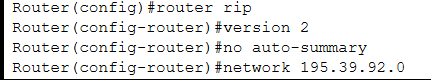 Router(config)#router rip
Router(config-router)#version 2
Router(config-router)#no auto-summary
Router(config-router)#network 195.39.92.0